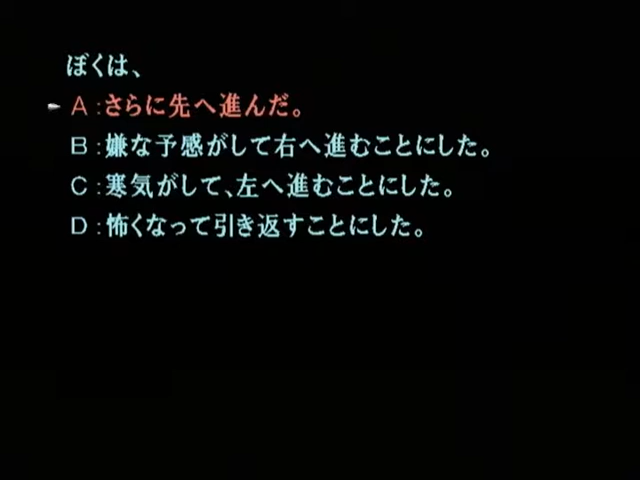 ぼくは、
A:さらに先へ進んだ。
B:嫌な予感がして右へ進むことにした。
C:寒気がして、左へ進むことにした。
D:怖くなって引き返すことにした。